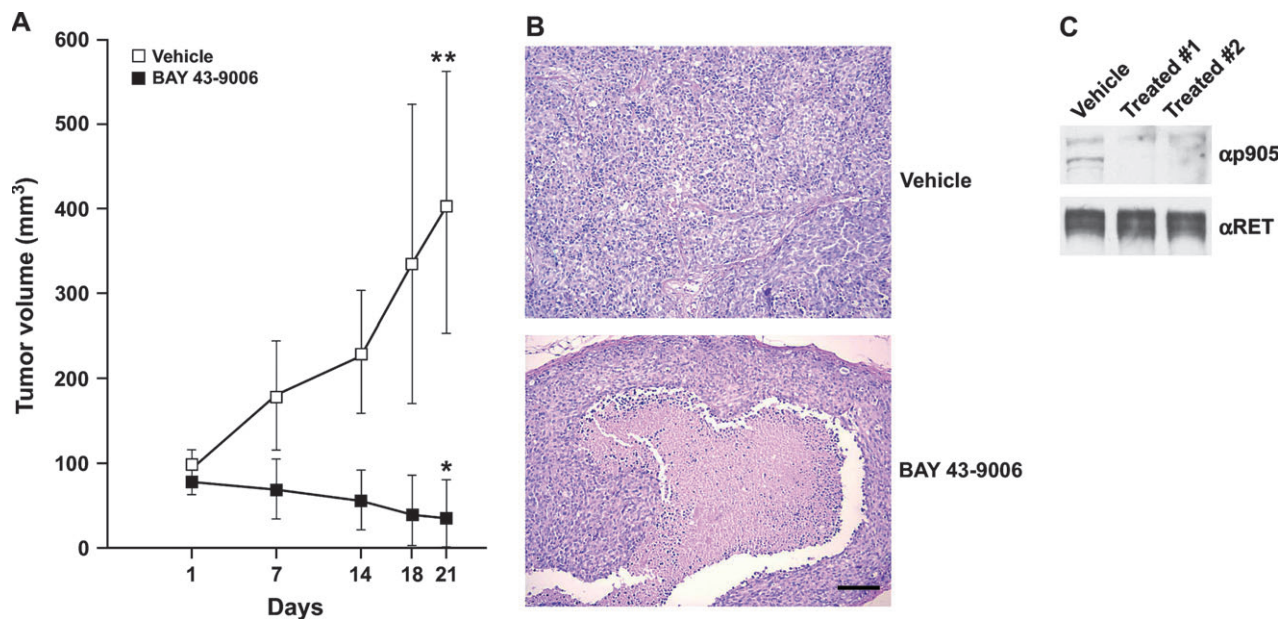 A
Tumor volume (mm³)
600
500
400
300
200
100
0
Vehicle
BAY 43-9006
**
*
1 7 14 18 21
Days
B
Vehicle
BAY 43-9006
C
Vehicle Treated #1 Treated #2
αp905
αRET